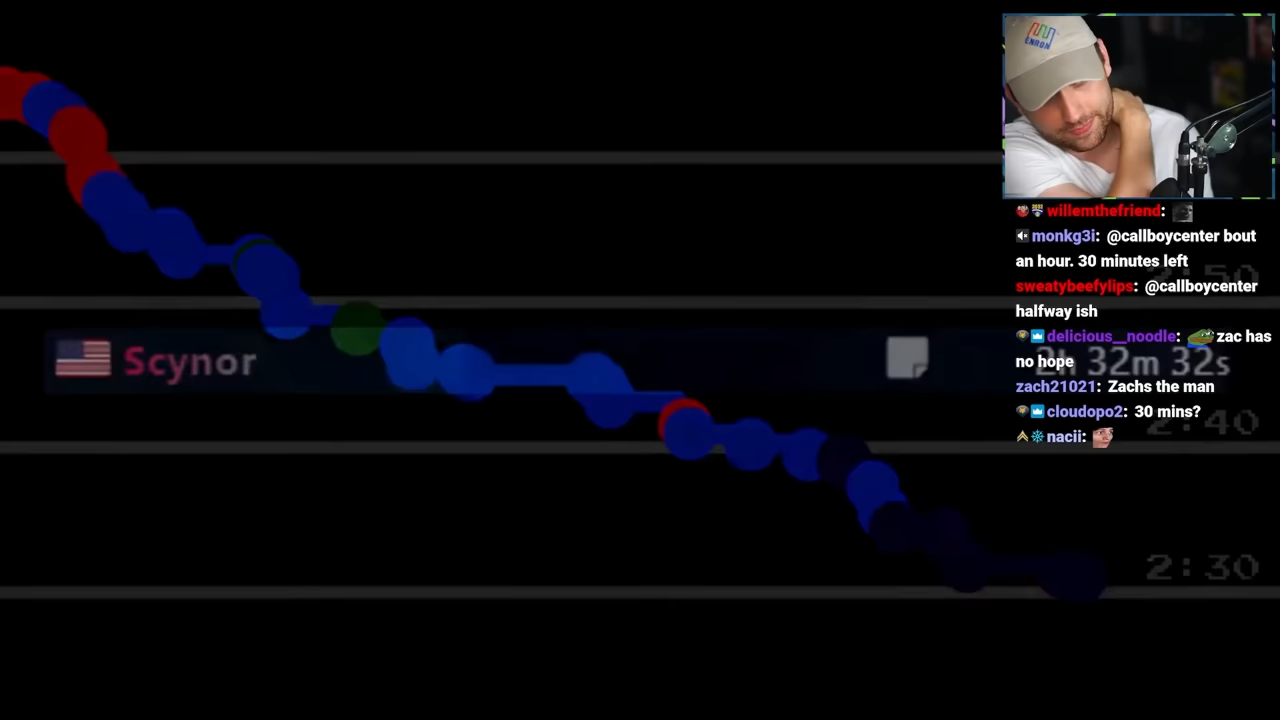 ENRON
willemthefriend:
monkg3i: @callboycenter bout
an hour. 30 minutes left
2:50
sweatybeefylips: @callboycenter
halfway ish
delicious__noodle: zac has
no hope
Scynor
2h 32m 32s
zach21021: Zachs the man
cloudopo2: 30 mins?
2:40
nacii:
2:30